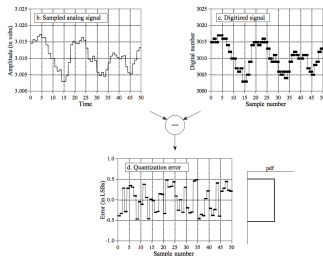 b. Sampled analog signal
Amplitude (in volts)
3.025
3.020
3.015
3.010
3.005
3.000
0 5 10 15 20 25 30 35 40 45 50
Time
c. Digitized signal
Digital number
3025
3020
3015
3010
3005
3000
0 5 10 15 20 25 30 35 40 45 50
Sample number
d. Quantization error
Error (in LSBs)
1.0
0.5
0.0
-0.5
-1.0
0 5 10 15 20 25 30 35 40 45 50
Sample number
pdf